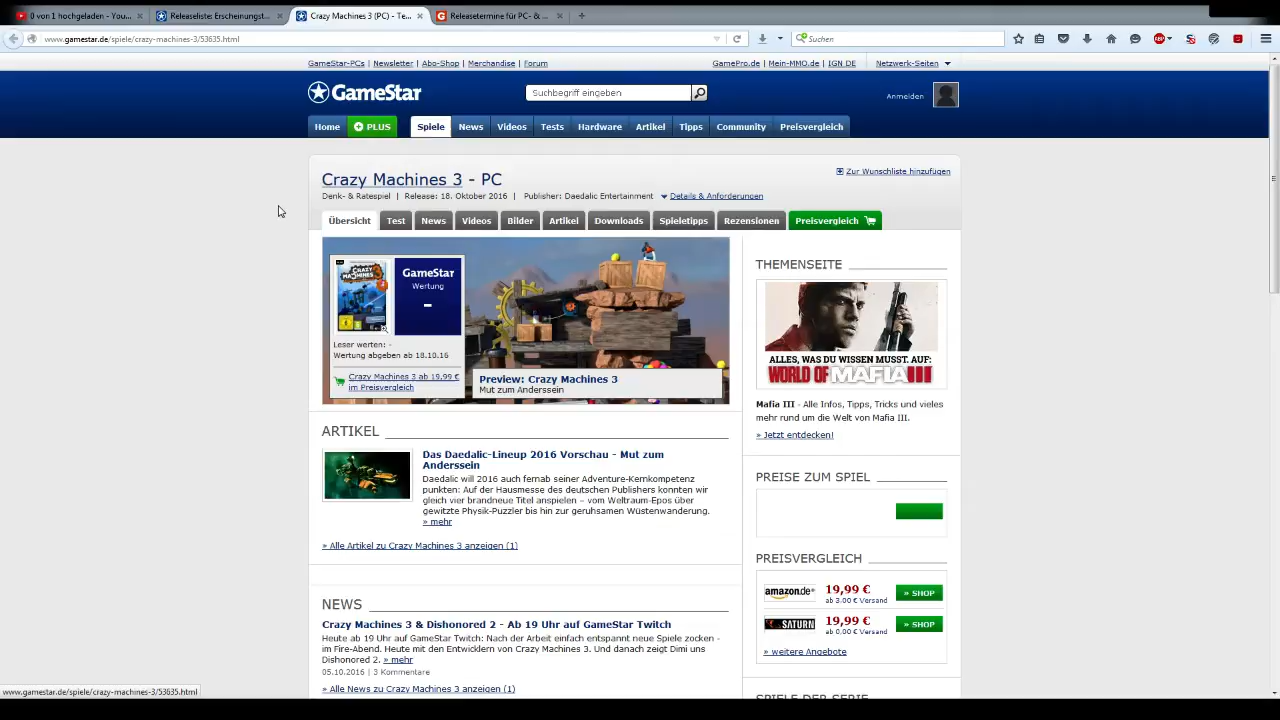 0 von 1 hochgeladen - You...
Releaseliste: Erscheinungst...
Crazy Machines 3 (PC) - Te...
Releasetermine für PC- & ...
www.gamestar.de/spiele/crazy-machines-3/53635.html
Suchen
GameStar-PCs | Newsletter | Abo-Shop | Merchandise | Forum
GamePro.de | Mein-MMO.de | IGN DE
Netzwerk-Seiten
GameStar
Suchbegriff eingeben
Anmelden
Home
PLUS
Spiele
News
Videos
Tests
Hardware
Artikel
Tipps
Community
Preisvergleich
Crazy Machines 3 - PC
Zur Wunschliste hinzufügen
Denk- & Ratespiel | Release: 18. Oktober 2016 | Publisher: Daedalic Entertainment
Details & Anforderungen
Übersicht
Test
News
Videos
Bilder
Artikel
Downloads
Spieletipps
Rezensionen
Preisvergleich
CRAZY MACHINES 3
GameStar
Wertung
-
Leser werten: -
Wertung abgeben ab 18.10.16
Crazy Machines 3 ab 19,99 €
im Preisvergleich
Preview: Crazy Machines 3
Mut zum Anderssein
THEMENSEITE
ALLES, WAS DU WISSEN MUSST. AUF:
WORLD OF MAFIA III
Mafia III - Alle Infos, Tipps, Tricks und vieles
mehr rund um die Welt von Mafia III.
» Jetzt entdecken!
ARTIKEL
Das Daedalic-Lineup 2016 Vorschau - Mut zum
Anderssein
Daedalic will 2016 auch fernab seiner Adventure-Kernkompetenz
punkten: Auf der Hausmesse des deutschen Publishers konnten wir
gleich vier brandneue Titel anspielen – vom Weltraum-Epos über
gewitzte Physik-Puzzler bis hin zur geruhsamen Wüstenwanderung.
» mehr
» Alle Artikel zu Crazy Machines 3 anzeigen (1)
PREISE ZUM SPIEL
PREISVERGLEICH
amazon.de
19,99 €
ab 3,00 € Versand
» SHOP
SATURN
19,99 €
ab 0,00 € Versand
» SHOP
» weitere Angebote
NEWS
Crazy Machines 3 & Dishonored 2 - Ab 19 Uhr auf GameStar Twitch
Heute ab 19 Uhr auf GameStar Twitch: Nach der Arbeit einfach entspannt neue Spiele zocken -
im Fire-Abend. Heute mit den Entwicklern von Crazy Machines 3. Und danach zeigt Dimi uns
Dishonored 2. » mehr
05.10.2016 | 3 Kommentare
» Alle News zu Crazy Machines 3 anzeigen (1)
SPIELE DER SERIE
www.gamestar.de/spiele/crazy-machines-3/53635.html